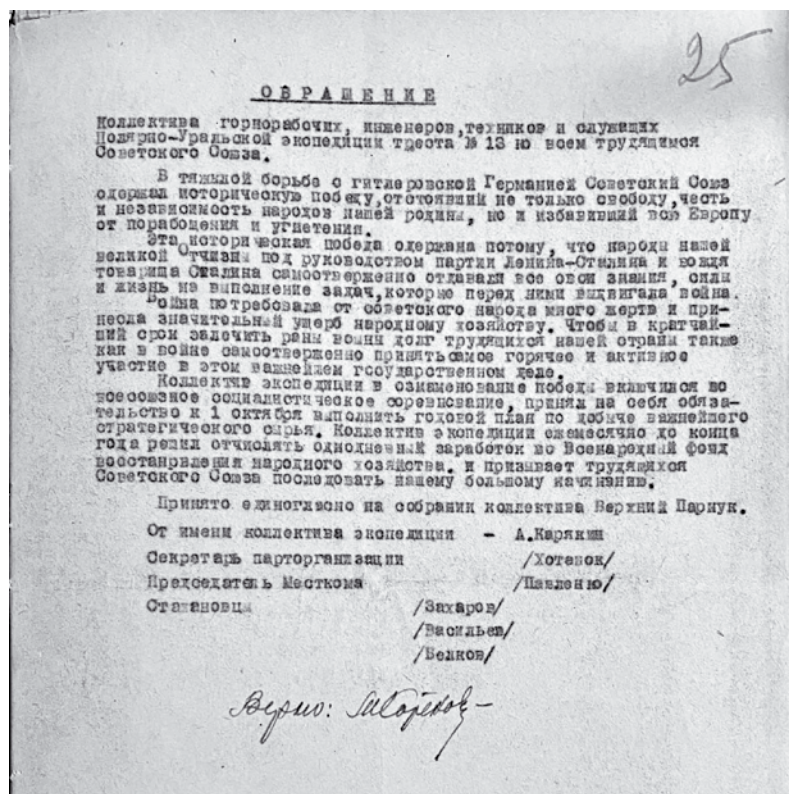 25
ОБРАЩЕНИЕ
Коллектива горнорабочих, инженеров,техников и служащих
Полярно-Уральской экспедиции треста № 13 ко всем трудящимся
Советского Союза.
В тяжелой борьбе с гитлеровской Германией Советский Союз
одержал историческую победу,отстоявший не только свободу,честь
и независимость народов нашей родины, но и избавивший всю Европу
от порабощения и угнетения.
Эта историческая победа одержана потому, что народы нашей
великой Отчизны под руководством партии Ленина-Сталина и вождя
товарища Сталина самоотверженно отдавали все свои знания, силы
и жизнь на выполнение задач,которые перед ними выдвигала война.
Война потребовала от советского народа много жертв и при-
несла значительный ущерб народному хозяйству. Чтобы в кратчай-
ший срок залечить раны войны долг трудящихся нашей страны также
как в войне самоотверженно принять самое горячее и активное
участие в этом важнейшем государственном деле.
Коллектив экспедиции в ознаменование победы включился во
всесоюзное социалистическое соревнование, принял на себя обяза-
тельство к 1 октября выполнить годовой план по добыче важнейшего
стратегического сырья. Коллектив экспедиции ежемесячно до конца
года решил отчислять однодневный заработок во Всенародный фонд
восстановления народного хозяйства. и призывает трудящихся
Советского Союза последовать нашему большому начинанию.
Принято единогласно на собрании коллектива Верхний Парнук.
От имени коллектива экспедиции - А.Карякин
Секретарь парторганизации /Хотенок/
Председатель Месткома /Павленю/
Стахановцы /Захаров/
/Васильев/
/Белков/
Верно: